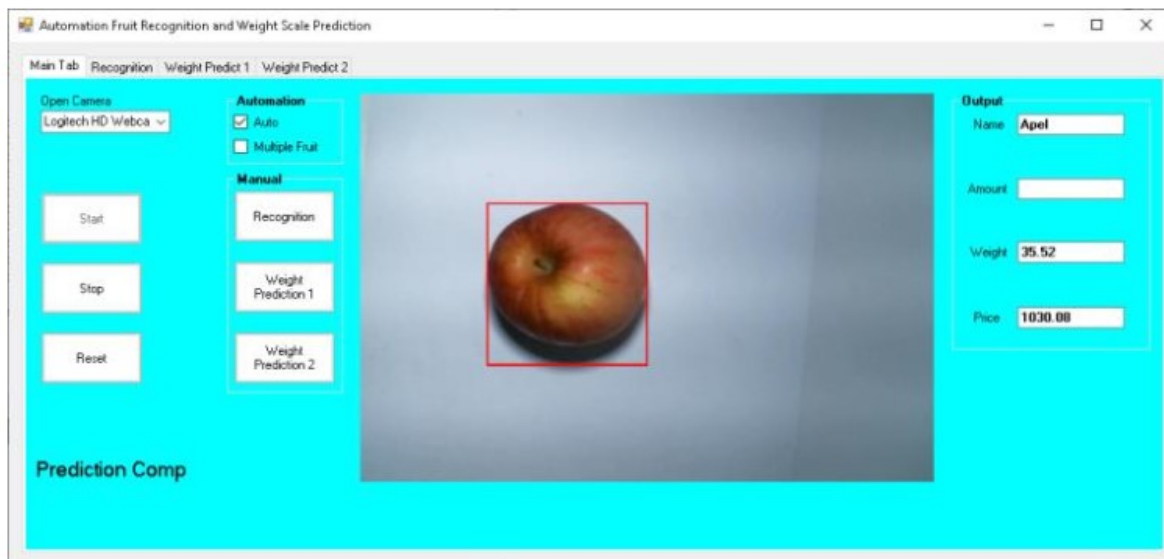 Automation Fruit Recognition and Weight Scale Prediction
Main Tab Recognition Weight Predict 1 Weight Predict 2
Open Camera
Logitech HD Webca
Start
Stop
Reset
Prediction Comp
Automation
Auto
Multiple Fruit
Manual
Recognition
Weight
Prediction 1
Weight
Prediction 2
Output
Name Apel
Amount
Weight 35.52
Price 1030.08